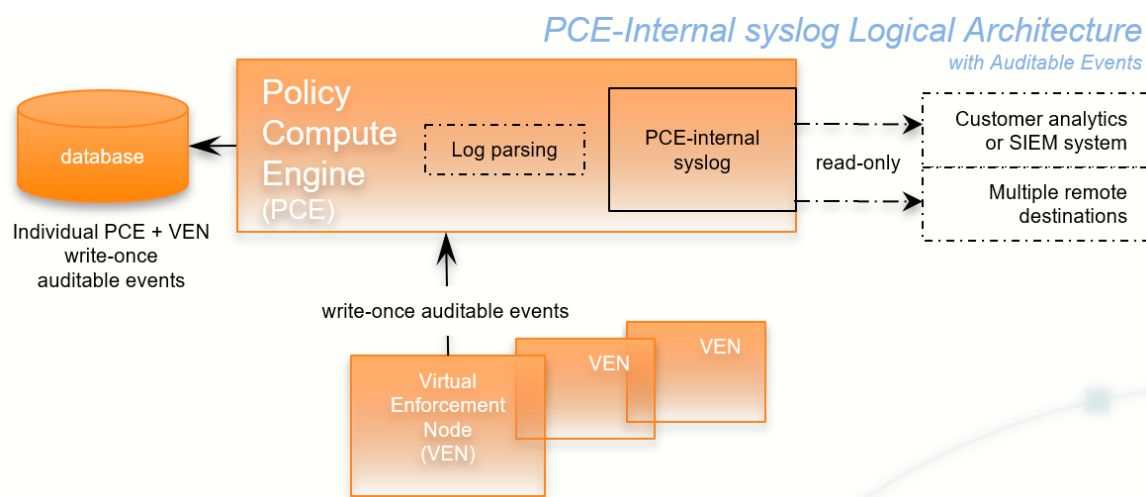 PCE-Internal syslog Logical Architecture
with Auditable Events
Policy
Compute
Engine
(PCE)
Log parsing
PCE-internal
syslog
read-only
Customer analytics
or SIEM system
Multiple remote
destinations
database
Individual PCE + VEN
write-once
auditable events
write-once auditable events
Virtual
Enforcement
Node
(VEN)
VEN
VEN